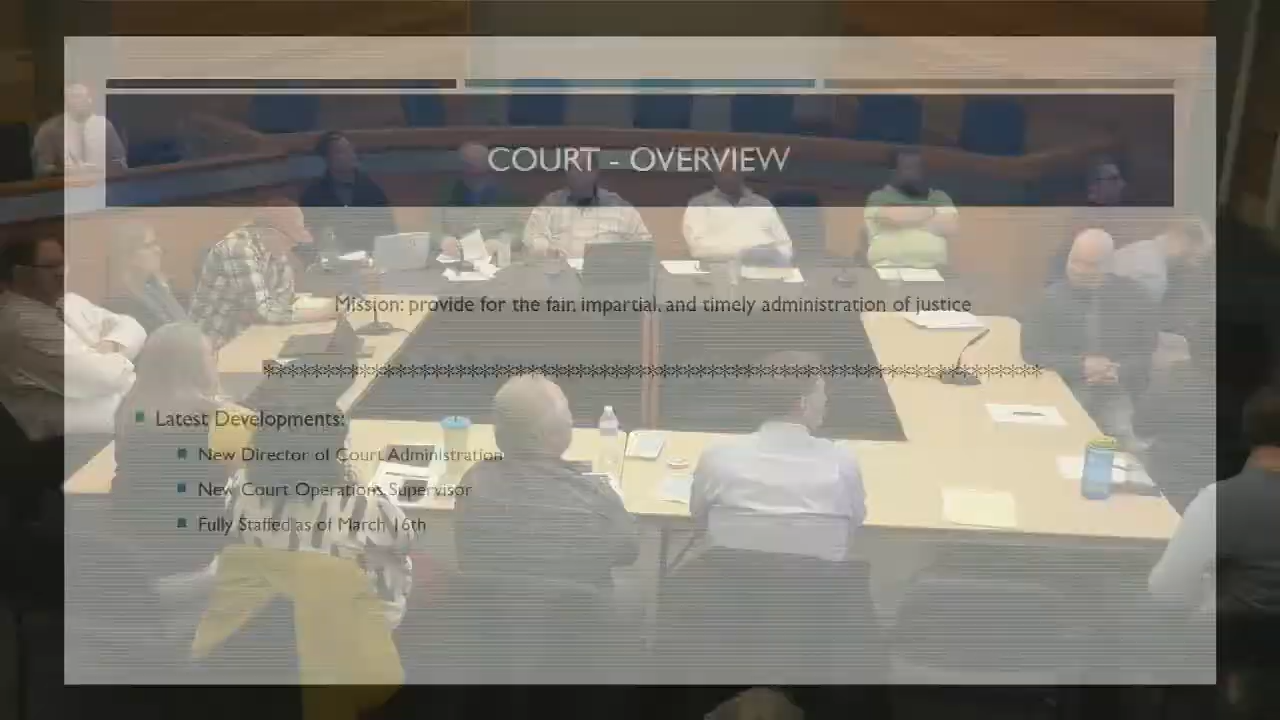 COURT - OVERVIEW
Mission: provide for the fair, impartial, and timely administration of justice
******************************************************************
Latest Developments:
New Director of Court Administration
New Court Operations Supervisor
Fully Staffed as of March 16th